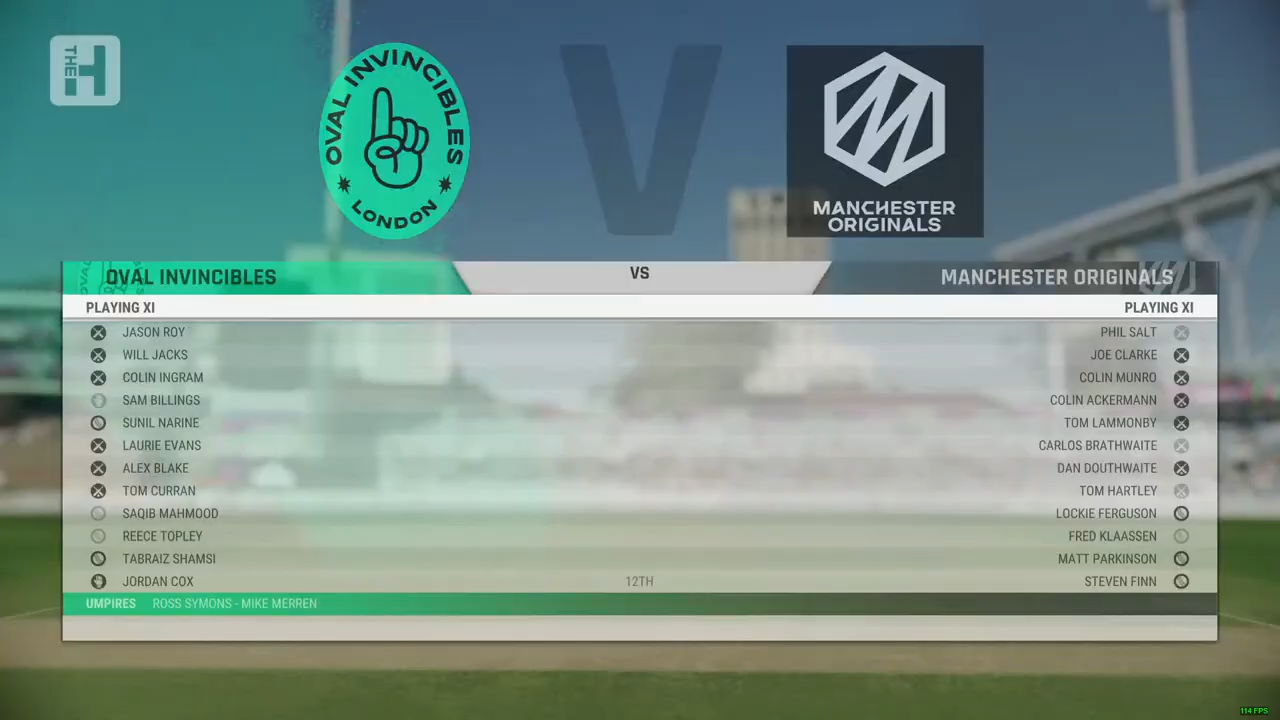 THE H
OVAL INVINCIBLES
LONDON
V
MANCHESTER
ORIGINALS
OVAL INVINCIBLES VS MANCHESTER ORIGINALS
PLAYING XI PLAYING XI
JASON ROY PHIL SALT
WILL JACKS JOE CLARKE
COLIN INGRAM COLIN MUNRO
SAM BILLINGS COLIN ACKERMANN
SUNIL NARINE TOM LAMMONBY
LAURIE EVANS CARLOS BRATHWAITE
ALEX BLAKE DAN DOUTHWAITE
TOM CURRAN TOM HARTLEY
SAQIB MAHMOOD LOCKIE FERGUSON
REECE TOPLEY FRED KLAASSEN
TABRAIZ SHAMSI MATT PARKINSON
JORDAN COX 12TH STEVEN FINN
UMPIRES ROSS SYMONS - MIKE MERREN
114 FPS